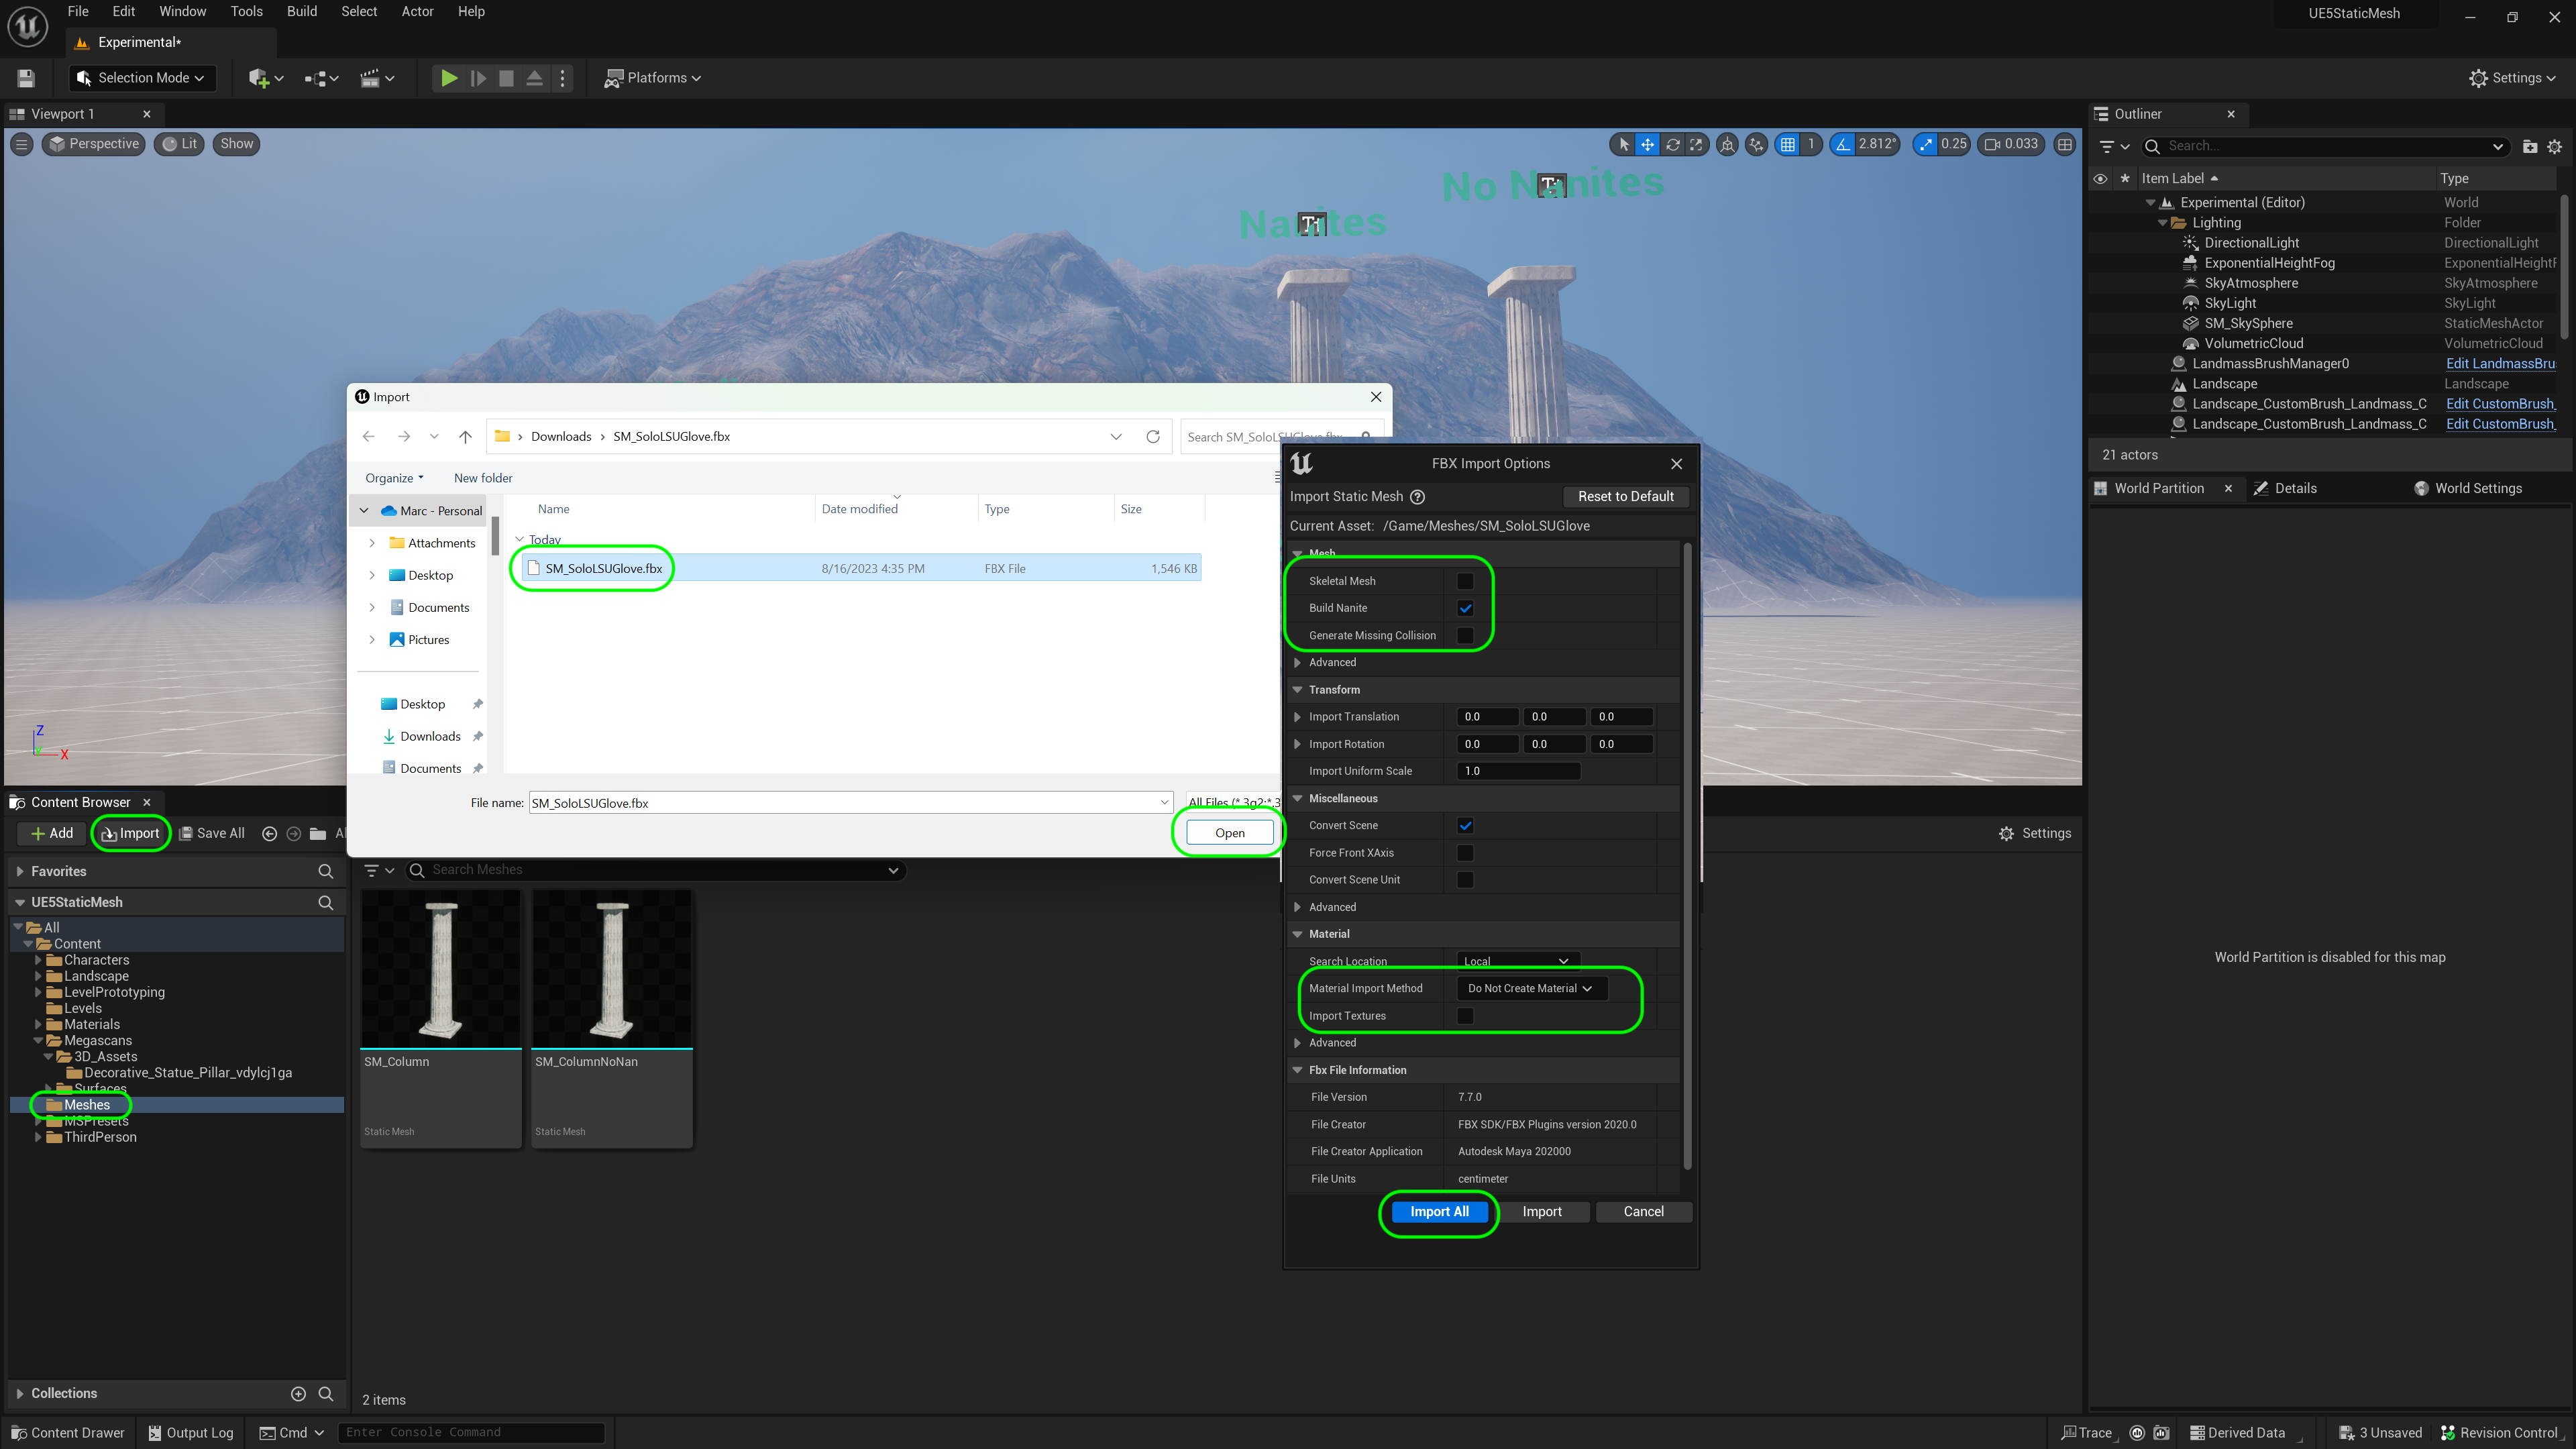 File Edit Window Tools Build Select Actor Help
UE5StaticMesh
Experimental*
Selection Mode
Platforms
Settings
Viewport 1
Perspective Lit Show
1 2.812° 0.25 0.033
No Nanites
Nanites
Outliner
Search...
Item Label Type
Experimental (Editor) World
Lighting Folder
DirectionalLight DirectionalLight
ExponentialHeightFog ExponentialHeightF
SkyAtmosphere SkyAtmosphere
SkyLight SkyLight
SM_SkySphere StaticMeshActor
VolumetricCloud VolumetricCloud
LandmassBrushManager0 Edit LandmassBru
Landscape Landscape
Landscape_CustomBrush_Landmass_C Edit CustomBrush_
Landscape_CustomBrush_Landmass_C Edit CustomBrush_
21 actors
World Partition Details World Settings
World Partition is disabled for this map
Import
Downloads > SM_SoloLSUGlove.fbx
Search SM_SoloLSUGlove.fbx
Organize New folder
Name Date modified Type Size
Marc - Personal
Attachments
Desktop
Documents
Pictures
Desktop
Downloads
Documents
Today
SM_SoloLSUGlove.fbx 8/16/2023 4:35 PM FBX File 1,546 KB
File name: SM_SoloLSUGlove.fbx All Files (*.3g2;*.3
Open
FBX Import Options
Import Static Mesh Reset to Default
Current Asset: /Game/Meshes/SM_SoloLSUGlove
Mesh
Skeletal Mesh
Build Nanite
Generate Missing Collision
Advanced
Transform
Import Translation 0.0 0.0 0.0
Import Rotation 0.0 0.0 0.0
Import Uniform Scale 1.0
Miscellaneous
Convert Scene
Force Front XAxis
Convert Scene Unit
Advanced
Material
Search Location Local
Material Import Method Do Not Create Material
Import Textures
Advanced
Fbx File Information
File Version 7.7.0
File Creator FBX SDK/FBX Plugins version 2020.0
File Creator Application Autodesk Maya 202000
File Units centimeter
Import All Import Cancel
Z
Y
X
Content Browser
Add Import Save All Al
Settings
Favorites
Search Meshes
UE5StaticMesh
All
Content
Characters
Landscape
LevelPrototyping
Levels
Materials
Megascans
3D_Assets
Decorative_Statue_Pillar_vdylcj1ga
Surfaces
Meshes
MSPresets
ThirdPerson
SM_Column
Static Mesh
SM_ColumnNoNan
Static Mesh
Collections
2 items
Content Drawer Output Log Cmd Enter Console Command
Trace Derived Data 3 Unsaved Revision Control